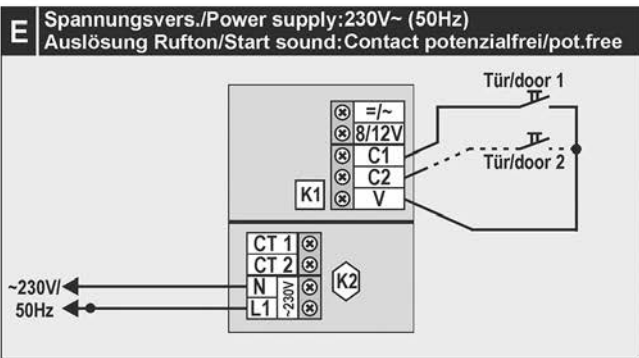 E
Spannungsvers./Power supply:230V~ (50Hz)
Auslösung Rufton/Start sound:Contact potenzialfrei/pot.free
Tür/door 1
=/~
8/12V
C1
C2
V
Tür/door 2
K1
CT 1
CT 2
N
L1
~230V
K2
~230V/
50Hz